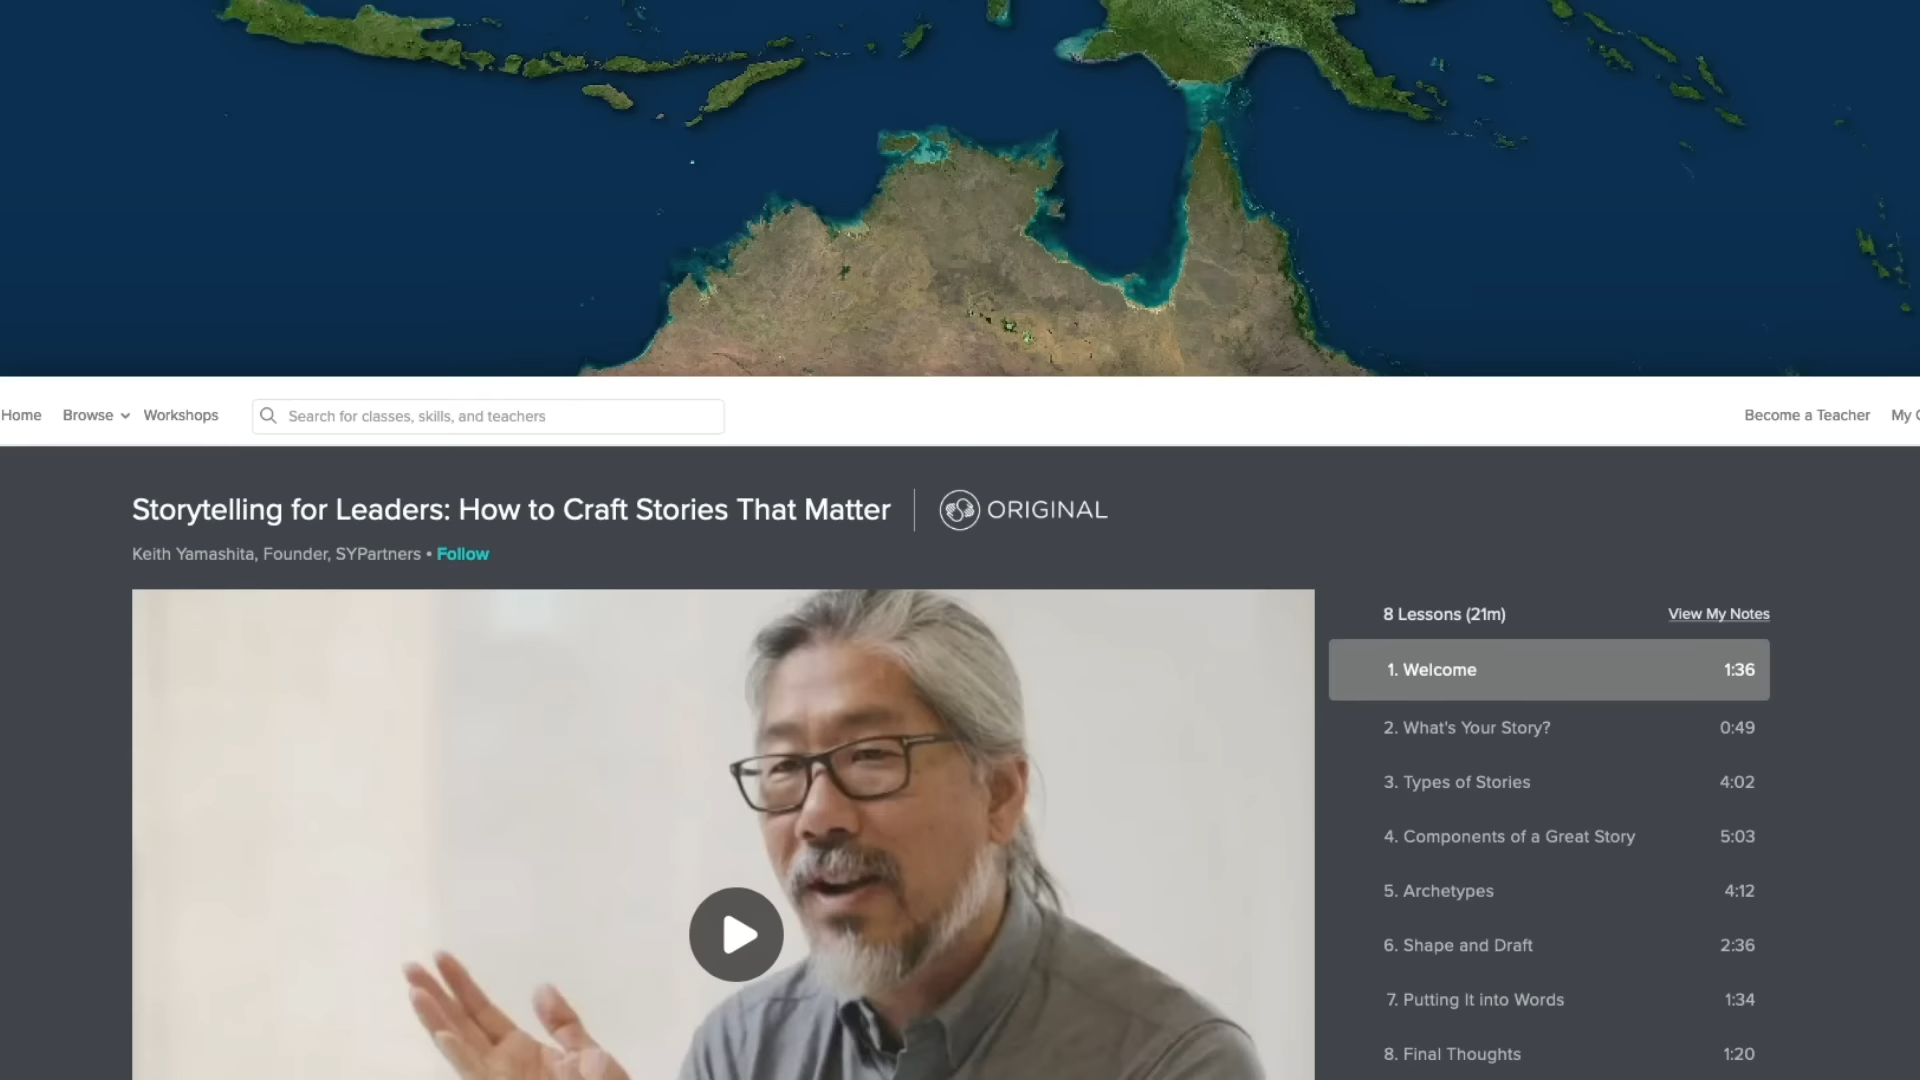 Home Browse Workshops Search for classes, skills, and teachers Become a Teacher My
Storytelling for Leaders: How to Craft Stories That Matter ORIGINAL
Keith Yamashita, Founder, SYPartners • Follow
8 Lessons (21m) View My Notes
1. Welcome 1:36
2. What's Your Story? 0:49
3. Types of Stories 4:02
4. Components of a Great Story 5:03
5. Archetypes 4:12
6. Shape and Draft 2:36
7. Putting It into Words 1:34
8. Final Thoughts 1:20